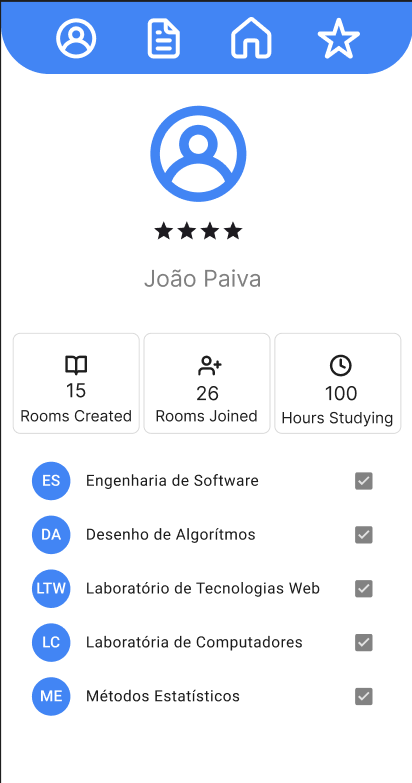 João Paiva
15
Rooms Created
26
Rooms Joined
100
Hours Studying
ES Engenharia de Software
DA Desenho de Algorítmos
LTW Laboratório de Tecnologias Web
LC Laboratória de Computadores
ME Métodos Estatísticos